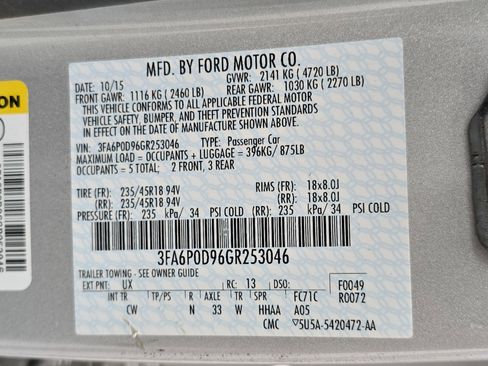 MFD. BY FORD MOTOR CO.
DATE: 10/15 GVWR: 2141 KG ( 4720 LB)
FRONT GAWR: 1116 KG ( 2460 LB) REAR GAWR: 1030 KG ( 2270 LB)
THIS VEHICLE CONFORMS TO ALL APPLICABLE FEDERAL MOTOR
VEHICLE SAFETY, BUMPER, AND THEFT PREVENTION STANDARDS
IN EFFECT ON THE DATE OF MANUFACTURE SHOWN ABOVE.
VIN: 3FA6P0D96GR253046 TYPE: Passenger Car
MAXIMUM LOAD = OCCUPANTS + LUGGAGE = 396KG/ 875LB
OCCUPANTS = 5 TOTAL; 2 FRONT, 3 REAR
TIRE (FR): 235/45R18 94V RIMS (FR): 18x8.0J
(RR): 235/45R18 94V (RR): 18x8.0J
PRESSURE (FR): 235 kPa/ 34 PSI COLD (RR): 235 kPa/ 34 PSI COLD
3FA6P0D96GR253046
TRAILER TOWING - SEE OWNER GUIDE
EXT PNT: UX RC: 13 DSO: F0049
INT TR TP/PS R AXLE TR SPR FC71C R0072
CW N 33 W HHAA A05
CMC 5U5A-5420472-AA